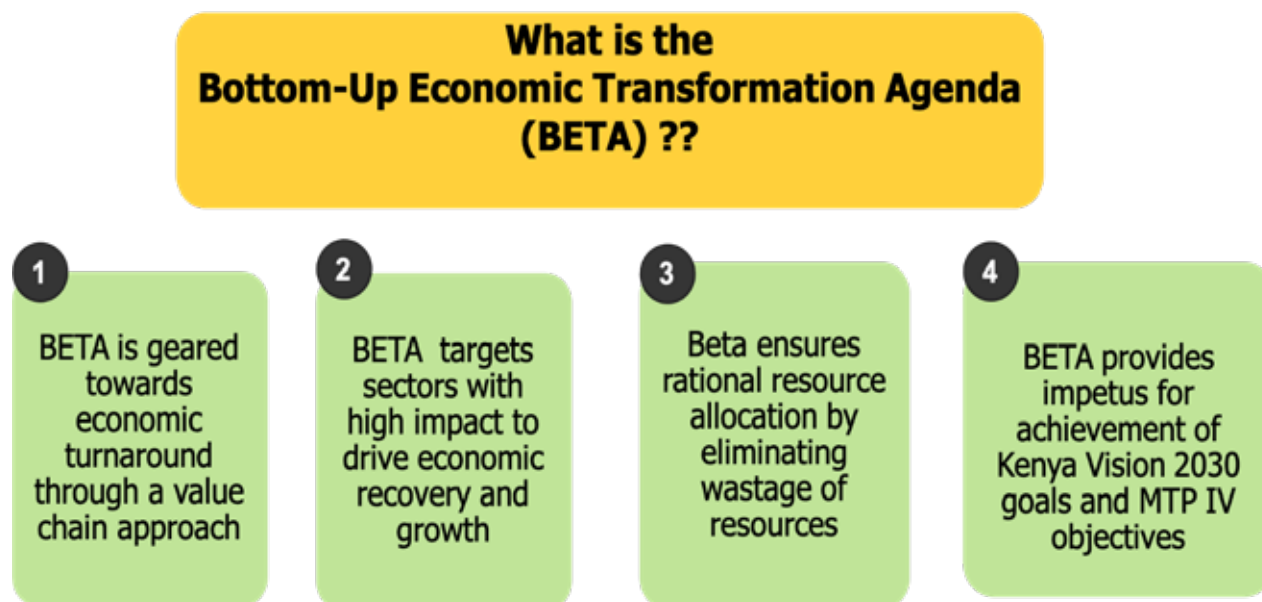 What is the
Bottom-Up Economic Transformation Agenda
(BETA) ??
1
BETA is geared
towards
economic
turnaround
through a value
chain approach
2
BETA targets
sectors with
high impact to
drive economic
recovery and
growth
3
Beta ensures
rational resource
allocation by
eliminating
wastage of
resources
4
BETA provides
impetus for
achievement of
Kenya Vision 2030
goals and MTP IV
objectives